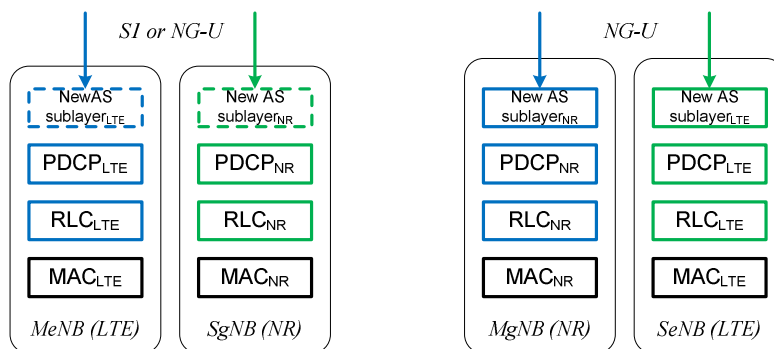 S1 or NG-U
NewAS
sublayerLTE
PDCPLTE
RLCLTE
MACLTE
MeNB (LTE)
New AS
sublayerNR
PDCPNR
RLCNR
MACNR
SgNB (NR)
NG-U
New AS
sublayerNR
PDCPNR
RLCNR
MACNR
MgNB (NR)
New AS
sublayerLTE
PDCPLTE
RLCLTE
MACLTE
SeNB (LTE)